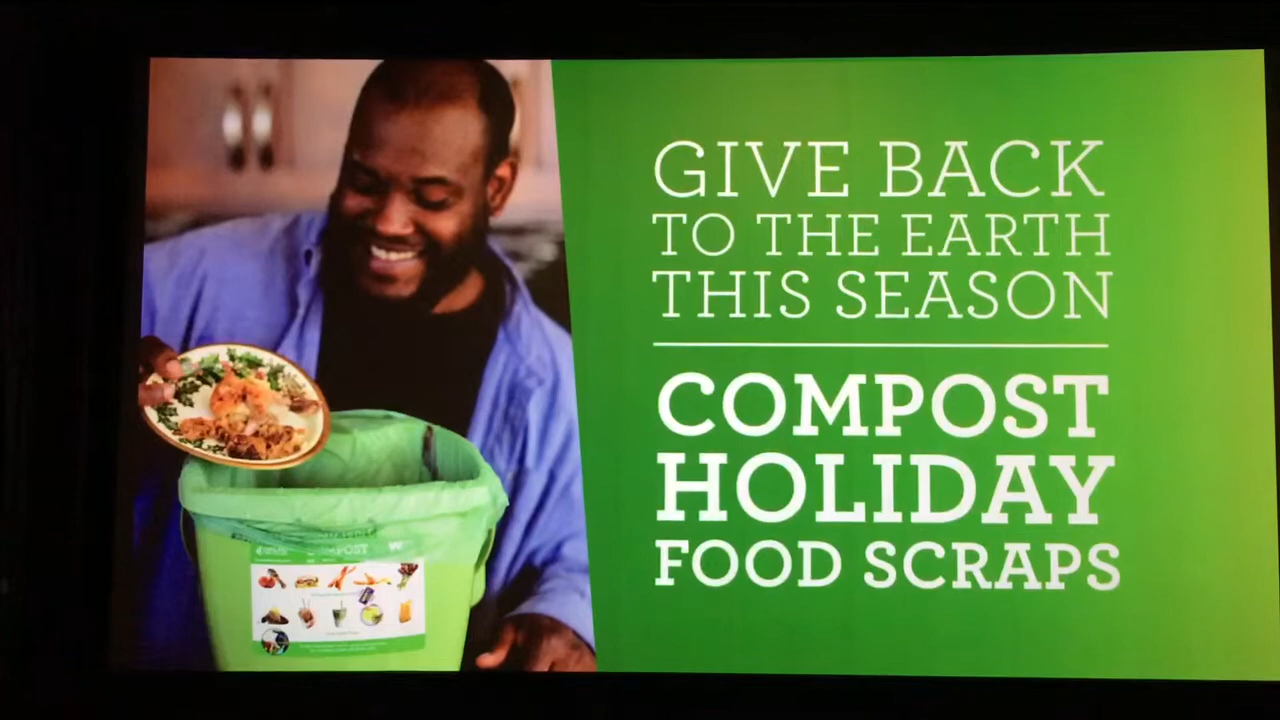 GIVE BACK
TO THE EARTH
THIS SEASON
COMPOST
HOLIDAY
FOOD SCRAPS
COMPOST